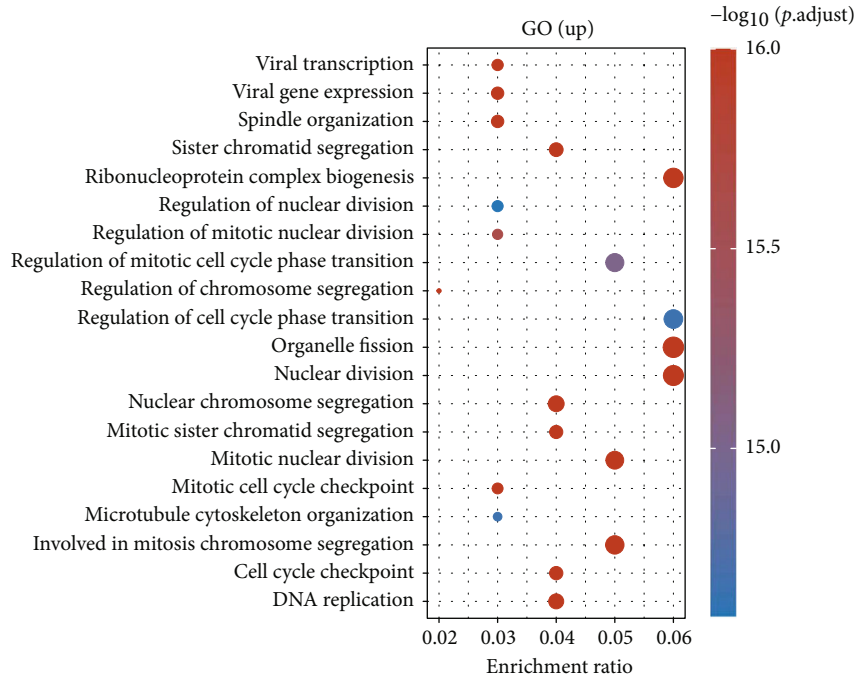 −log10 (p.adjust)
GO (up)
16.0
15.5
15.0
Viral transcription
Viral gene expression
Spindle organization
Sister chromatid segregation
Ribonucleoprotein complex biogenesis
Regulation of nuclear division
Regulation of mitotic nuclear division
Regulation of mitotic cell cycle phase transition
Regulation of chromosome segregation
Regulation of cell cycle phase transition
Organelle fission
Nuclear division
Nuclear chromosome segregation
Mitotic sister chromatid segregation
Mitotic nuclear division
Mitotic cell cycle checkpoint
Microtubule cytoskeleton organization
Involved in mitosis chromosome segregation
Cell cycle checkpoint
DNA replication
0.02 0.03 0.04 0.05 0.06
Enrichment ratio